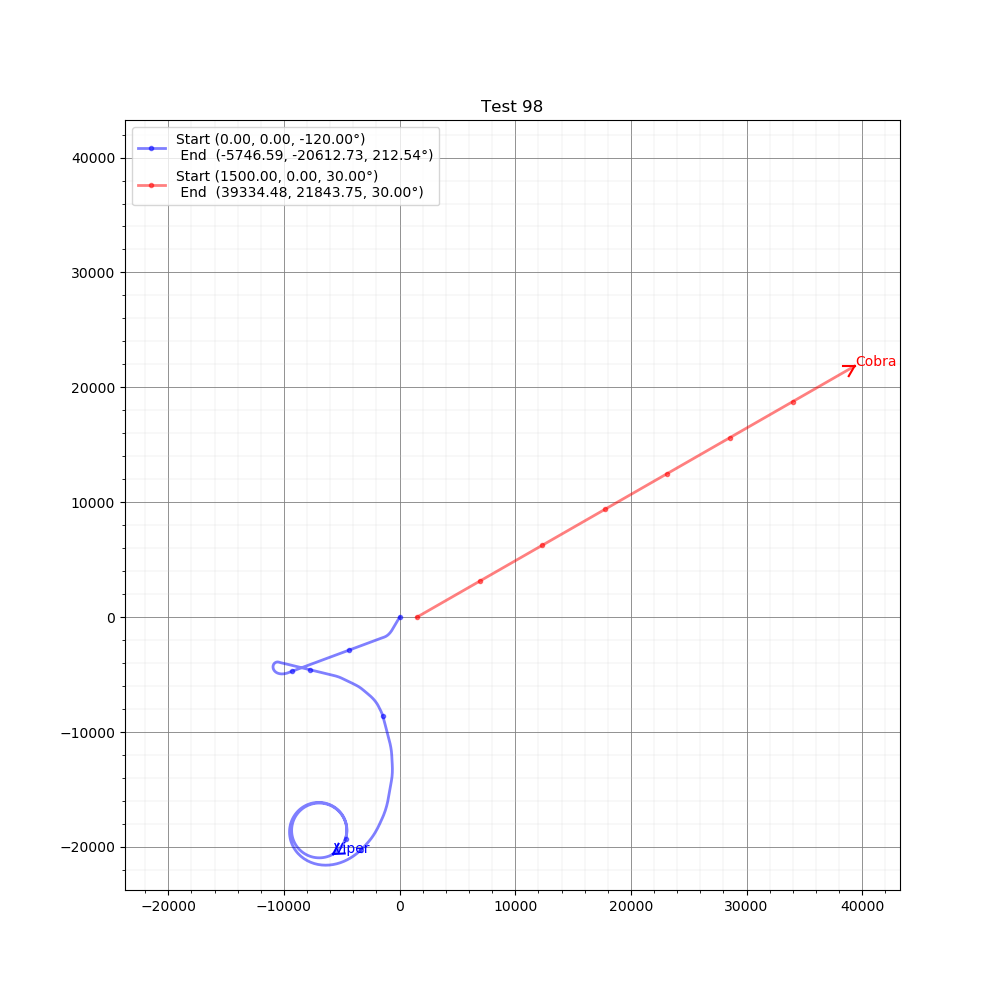 Test 98
Start (0.00, 0.00, -120.00°)
End (-5746.59, -20612.73, 212.54°)
Start (1500.00, 0.00, 30.00°)
End (39334.48, 21843.75, 30.00°)
40000
30000
20000
10000
0
−10000
−20000
Cobra
Viper
−20000
−10000
0
10000
20000
30000
40000